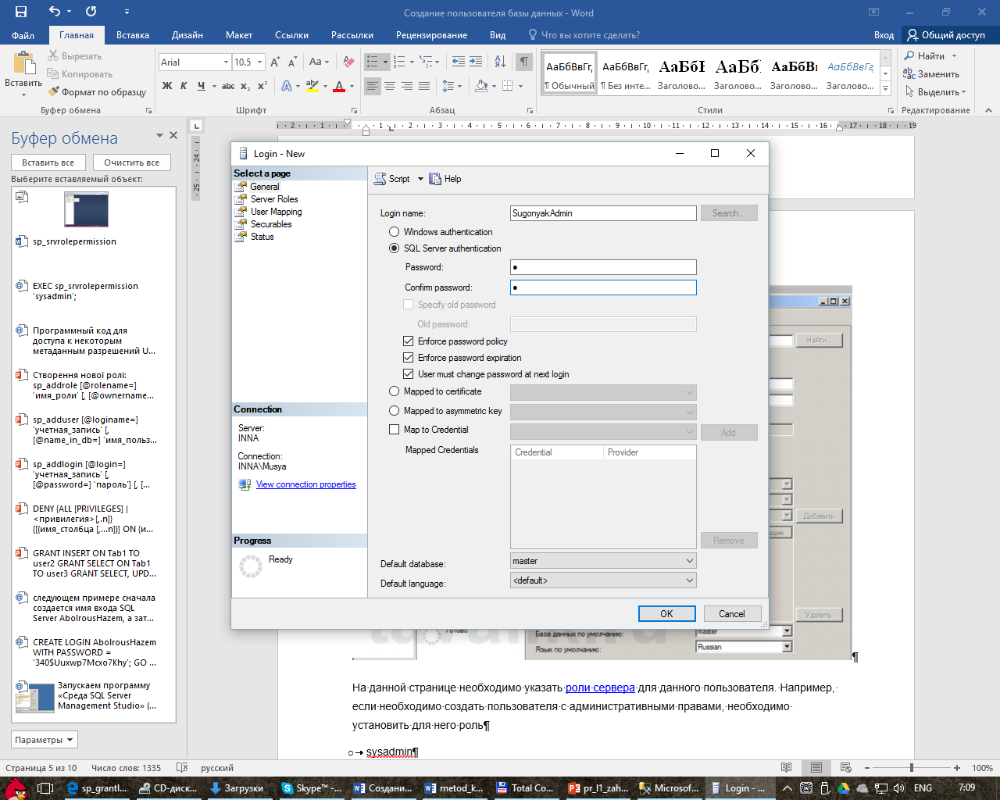 Создание пользователя базы данных - Word
Файл
Главная
Вставка
Дизайн
Макет
Ссылки
Рассылки
Рецензирование
Вид
Что вы хотите сделать?
Вход
Общий доступ
Вставить
Вырезать
Копировать
Формат по образцу
Буфер обмена
Arial
10.5
Шрифт
Абзац
АаБбВвГг,
АаБбВвГг,
АаБбІ
АаБб,
АаБбВı
АаБбВвГг,
¶ Обычный
¶ Без инте...
Заголово...
Заголово...
Заголово...
Заголово...
Стили
Найти
Заменить
Выделить
Редактирование
Буфер обмена
Вставить все
Очистить все
Выберите вставляемый объект:
sp_srvrolepermission
EXEC sp_srvrolepermission
'sysadmin';
Программный код для
доступа к некоторым
метаданным разрешений U...
Створення нової ролі:
sp_addrole [@rolename=]
'имя_роли' [, [@ownername...
sp_adduser [@loginame=]
'учетная_запись' [,
[@name_in_db=] 'имя_польз...
sp_addlogin [@login=]
'учетная_запись' [,
[@password=] 'пароль'] [, [...
DENY {ALL [PRIVILEGES] |
<привилегия>[,.n]}
{[(имя_столбца [,...n])] ON {и...
GRANT INSERT ON Tab1 TO
user2 GRANT SELECT ON Tab1
TO user3 GRANT SELECT, UPD...
следующем примере сначала
создается имя входа SQL
Server AbolrousHazem, а зат...
CREATE LOGIN AbolrousHazem
WITH PASSWORD =
'340$Uuxwp7Mcxo7Khy'; GO ...
Запускаем программу
«Среда SQL Server
Management Studio» (...
Параметры
Login - New
Select a page
General
Server Roles
User Mapping
Securables
Status
Connection
Server:
INNA
Connection:
INNA\Musya
View connection properties
Progress
Ready
Script
Help
Login name:
SugonyakAdmin
Search...
Windows authentication
SQL Server authentication
Password:
Confirm password:
Specify old password
Old password:
Enforce password policy
Enforce password expiration
User must change password at next login
Mapped to certificate
Mapped to asymmetric key
Map to Credential
Add
Mapped Credentials
Credential
Provider
Remove
Default database:
master
Default language:
<default>
OK
Cancel
Найти...
Добавить
Удалить
Готово
База данных по умолчанию:
master
Язык по умолчанию:
Russian
На данной странице необходимо указать роли сервера для данного пользователя. Например,
если необходимо создать пользователя с административными правами, необходимо
установить для него роль¶
sysadmin¶
Страница 5 из 10
Число слов: 1335
русский
100%
sp_grantl...
CD-диск...
Загрузки
Skype™ -...
Создани...
metod_k...
Total Co...
pr_l1_zah...
Microsof...
Login - ...
ENG
7:09